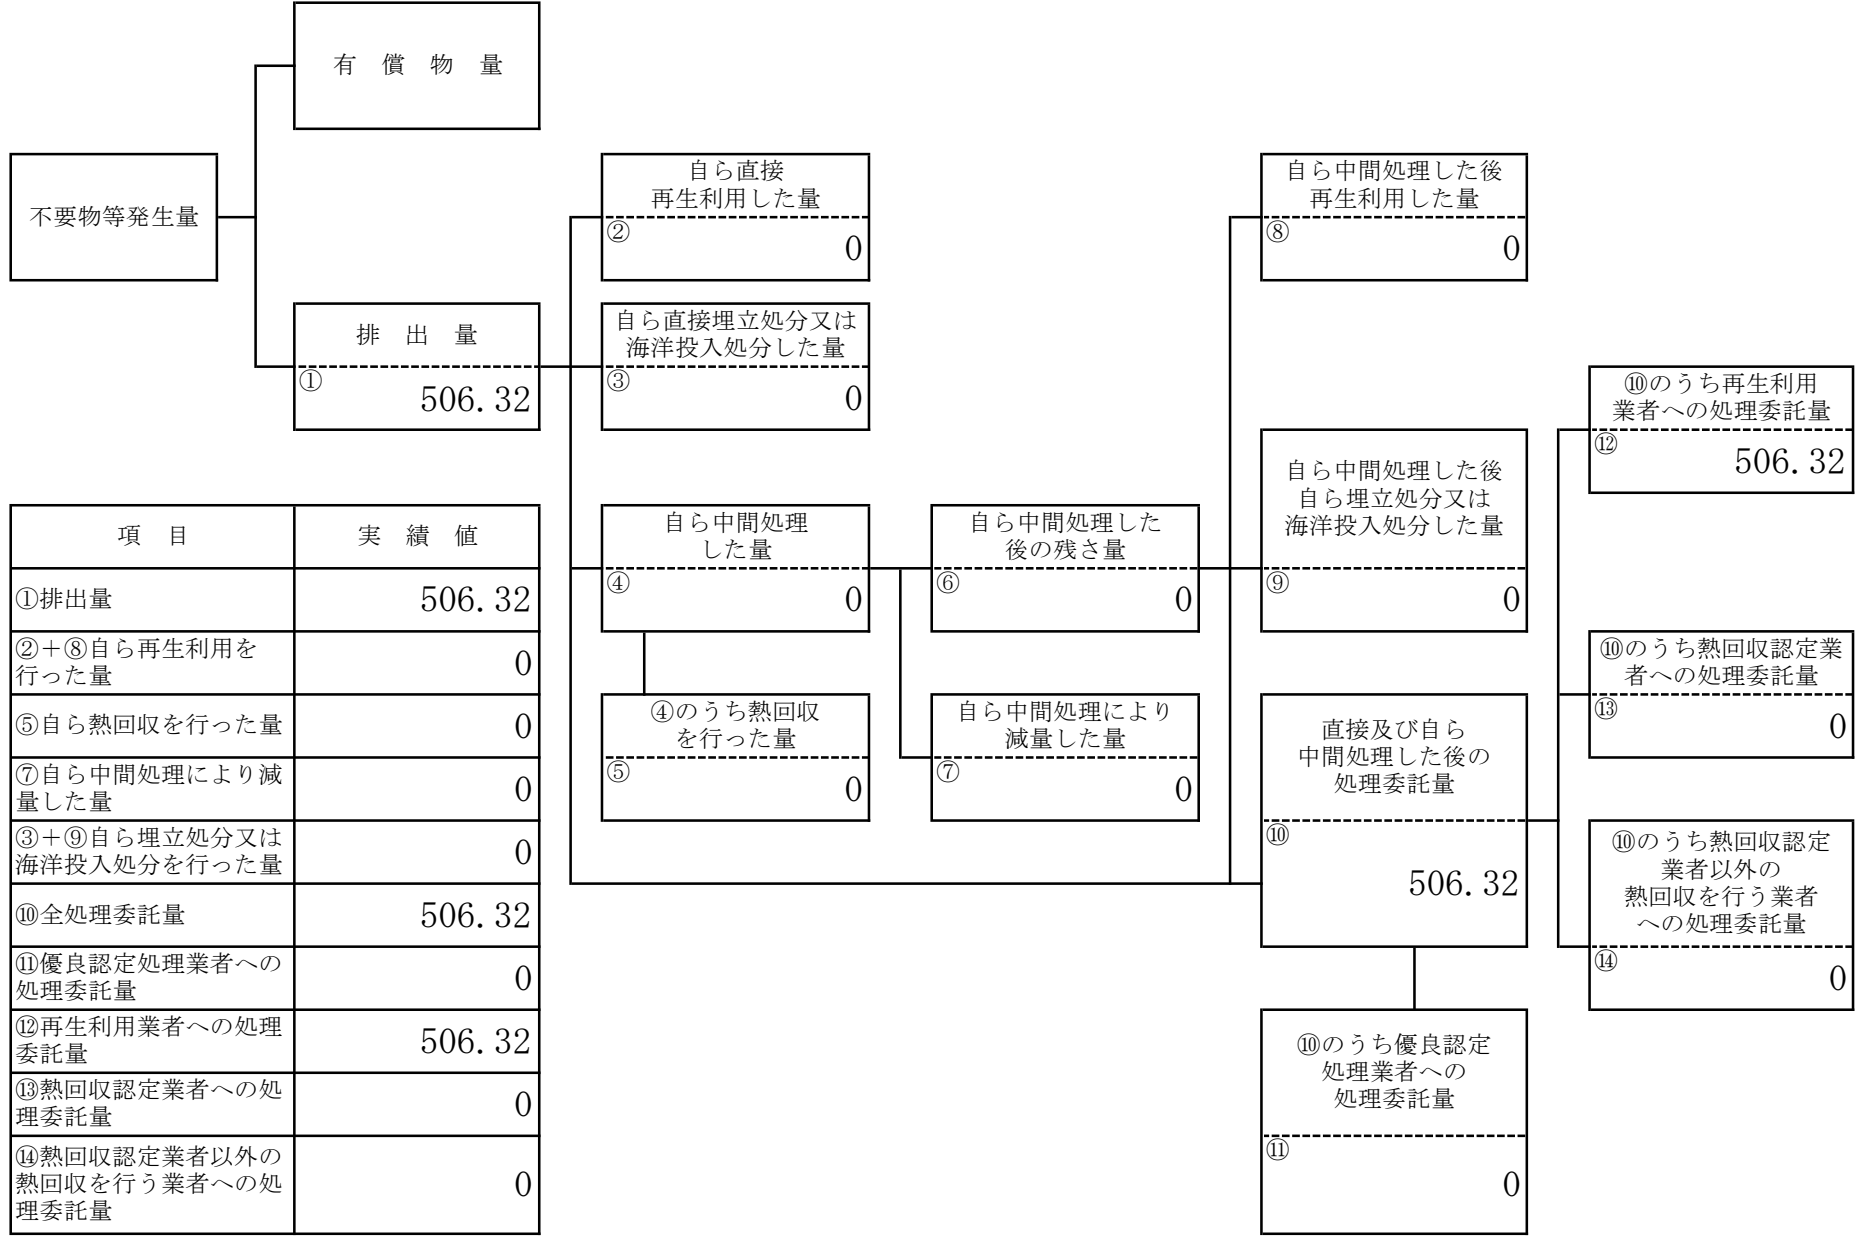 有　償　物　量
不要物等発生量
排　出　量
①
506.32
自ら直接
再生利用した量
②
0
自ら直接埋立処分又は
海洋投入処分した量
③
0
自ら中間処理
した量
④
0
④のうち熱回収
を行った量
⑤
0
自ら中間処理した
後の残さ量
⑥
0
自ら中間処理により
減量した量
⑦
0
自ら中間処理した後
再生利用した量
⑧
0
自ら中間処理した後
自ら埋立処分又は
海洋投入処分した量
⑨
0
直接及び自ら
中間処理した後の
処理委託量
⑩
506.32
⑩のうち優良認定
処理業者への
処理委託量
⑪
0
⑩のうち再生利用
業者への処理委託量
⑫
506.32
⑩のうち熱回収認定業
者への処理委託量
⑬
0
⑩のうち熱回収認定
業者以外の
熱回収を行う業者
への処理委託量
⑭
0
項　目　実　績　値
①排出量　506.32
②＋⑧自ら再生利用を
行った量　0
⑤自ら熱回収を行った量　0
⑦自ら中間処理により減
量した量　0
③＋⑨自ら埋立処分又は
海洋投入処分を行った量　0
⑩全処理委託量　506.32
⑪優良認定処理業者への
処理委託量　0
⑫再生利用業者への処理
委託量　506.32
⑬熱回収認定業者への処
理委託量　0
⑭熱回収認定業者以外の
熱回収を行う業者への処
理委託量　0